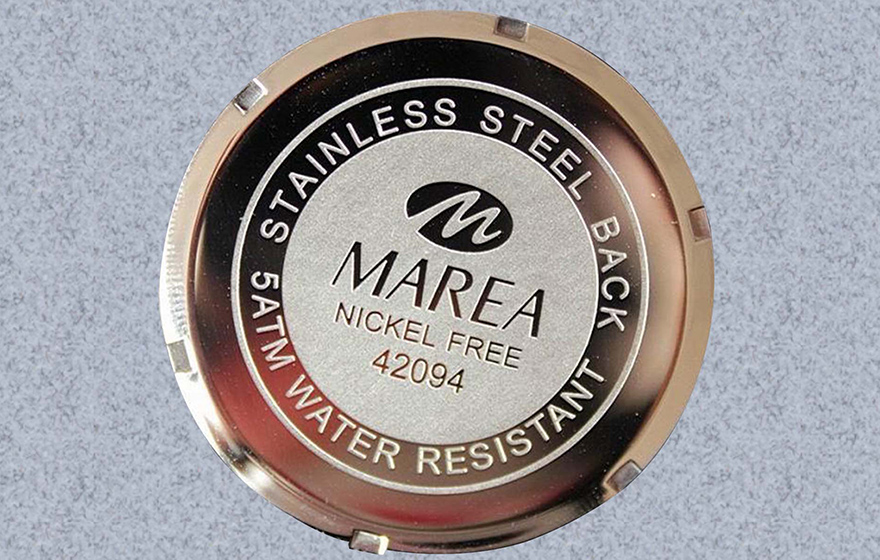 STAINLESS STEEL BACK
M
MAREA
NICKEL FREE
42094
5ATM WATER RESISTANT